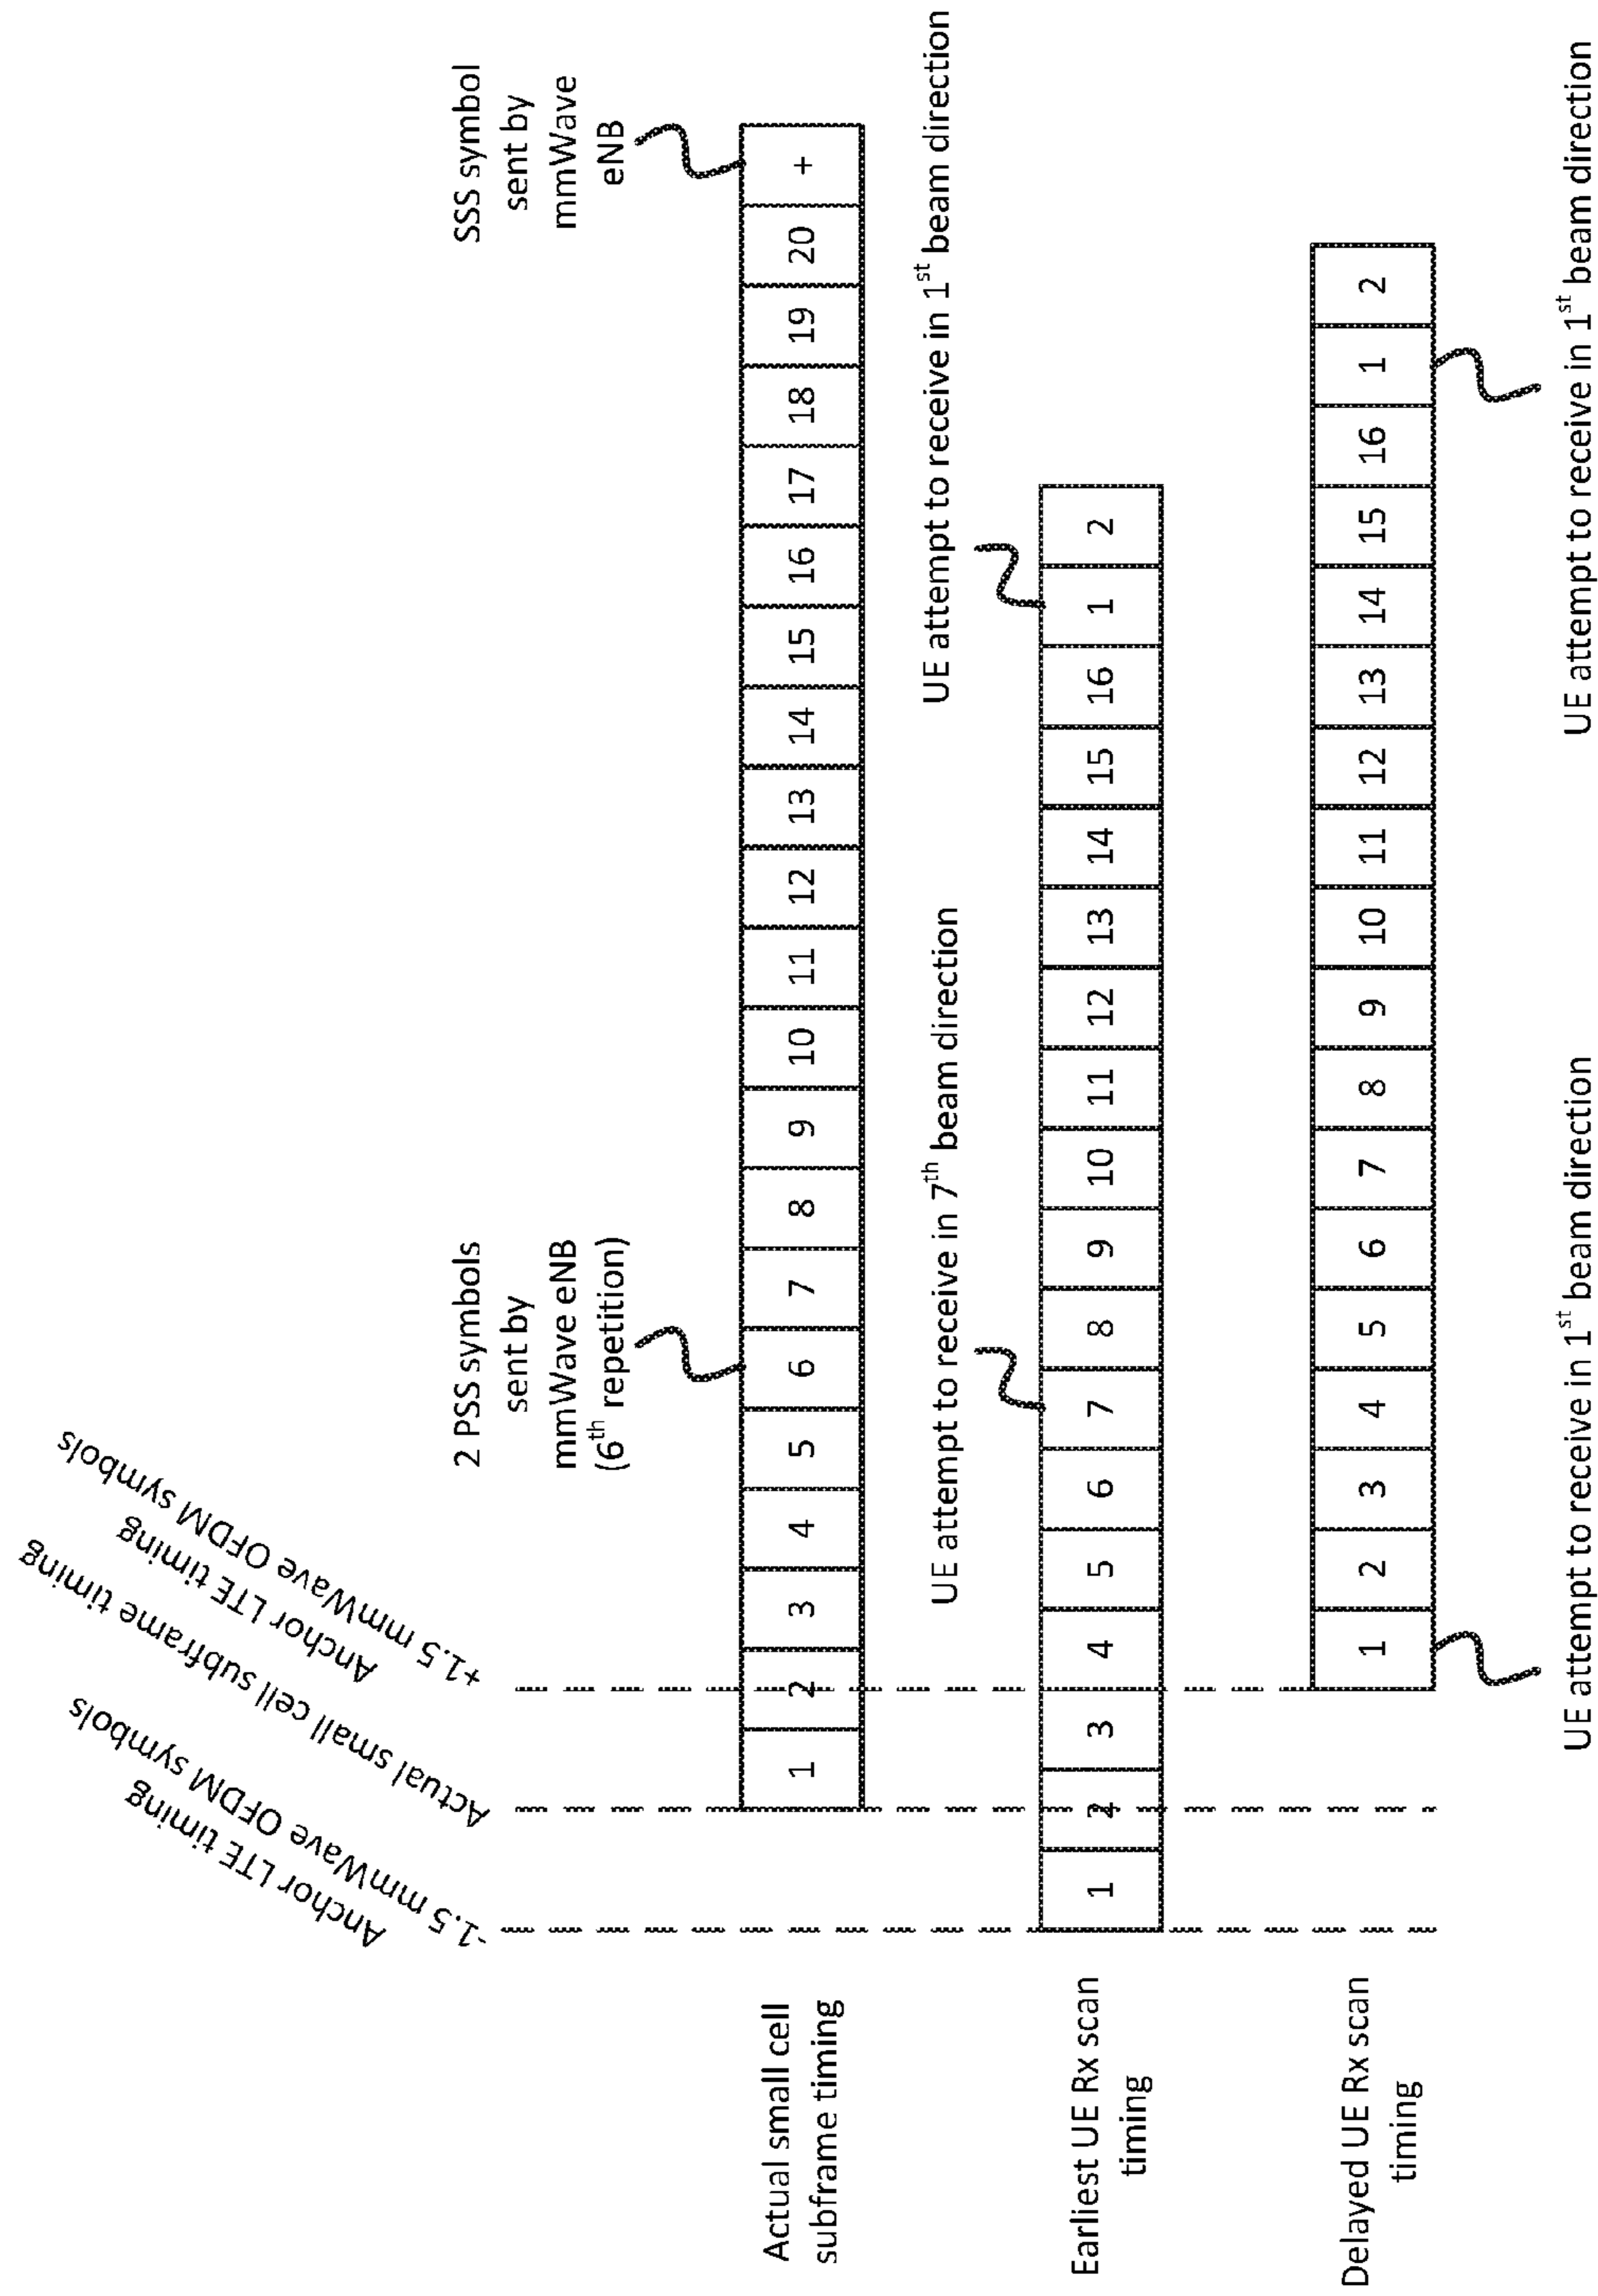 Anchor LTE timing
-1.5 mmWave OFDM symbols
Actual small cell subframe timing
Anchor LTE timing
+1.5 mmWave OFDM symbols
2 PSS symbols
sent by
mmWave eNB
(6th repetition)
SSS symbol
sent by
mmWave
eNB
Actual small cell
subframe timing
1 2 3 4 5 6 7 8 9 10 11 12 13 14 15 16 17 18 19 20 +
UE attempt to receive in 7th beam direction
UE attempt to receive in 1st beam direction
Earliest UE Rx scan
timing
1 2 3 4 5 6 7 8 9 10 11 12 13 14 15 16 1 2
Delayed UE Rx scan
timing
1 2 3 4 5 6 7 8 9 10 11 12 13 14 15 16 1 2
UE attempt to receive in 1st beam direction
UE attempt to receive in 1st beam direction